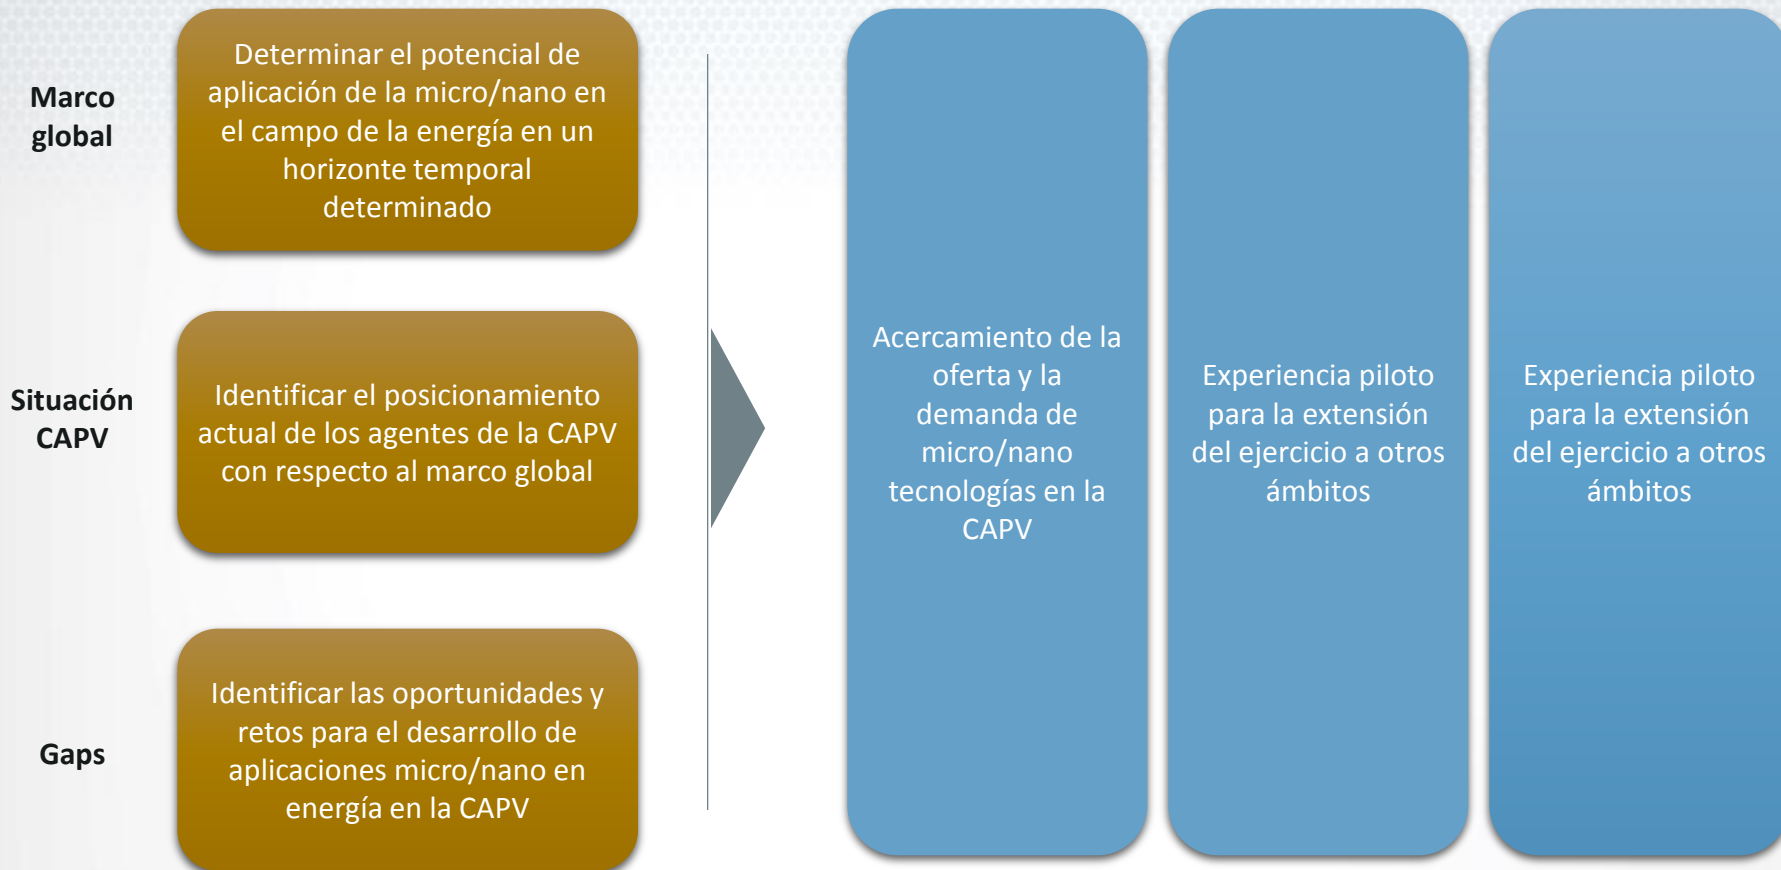 Marco
global
Determinar el potencial de
aplicación de la micro/nano en
el campo de la energía en un
horizonte temporal
determinado
Situación
CAPV
Identificar el posicionamiento
actual de los agentes de la CAPV
con respecto al marco global
Gaps
Identificar las oportunidades y
retos para el desarrollo de
aplicaciones micro/nano en
energía en la CAPV
Acercamiento de la
oferta y la
demanda de
micro/nano
tecnologías en la
CAPV
Experiencia piloto
para la extensión
del ejercicio a otros
ámbitos
Experiencia piloto
para la extensión
del ejercicio a otros
ámbitos